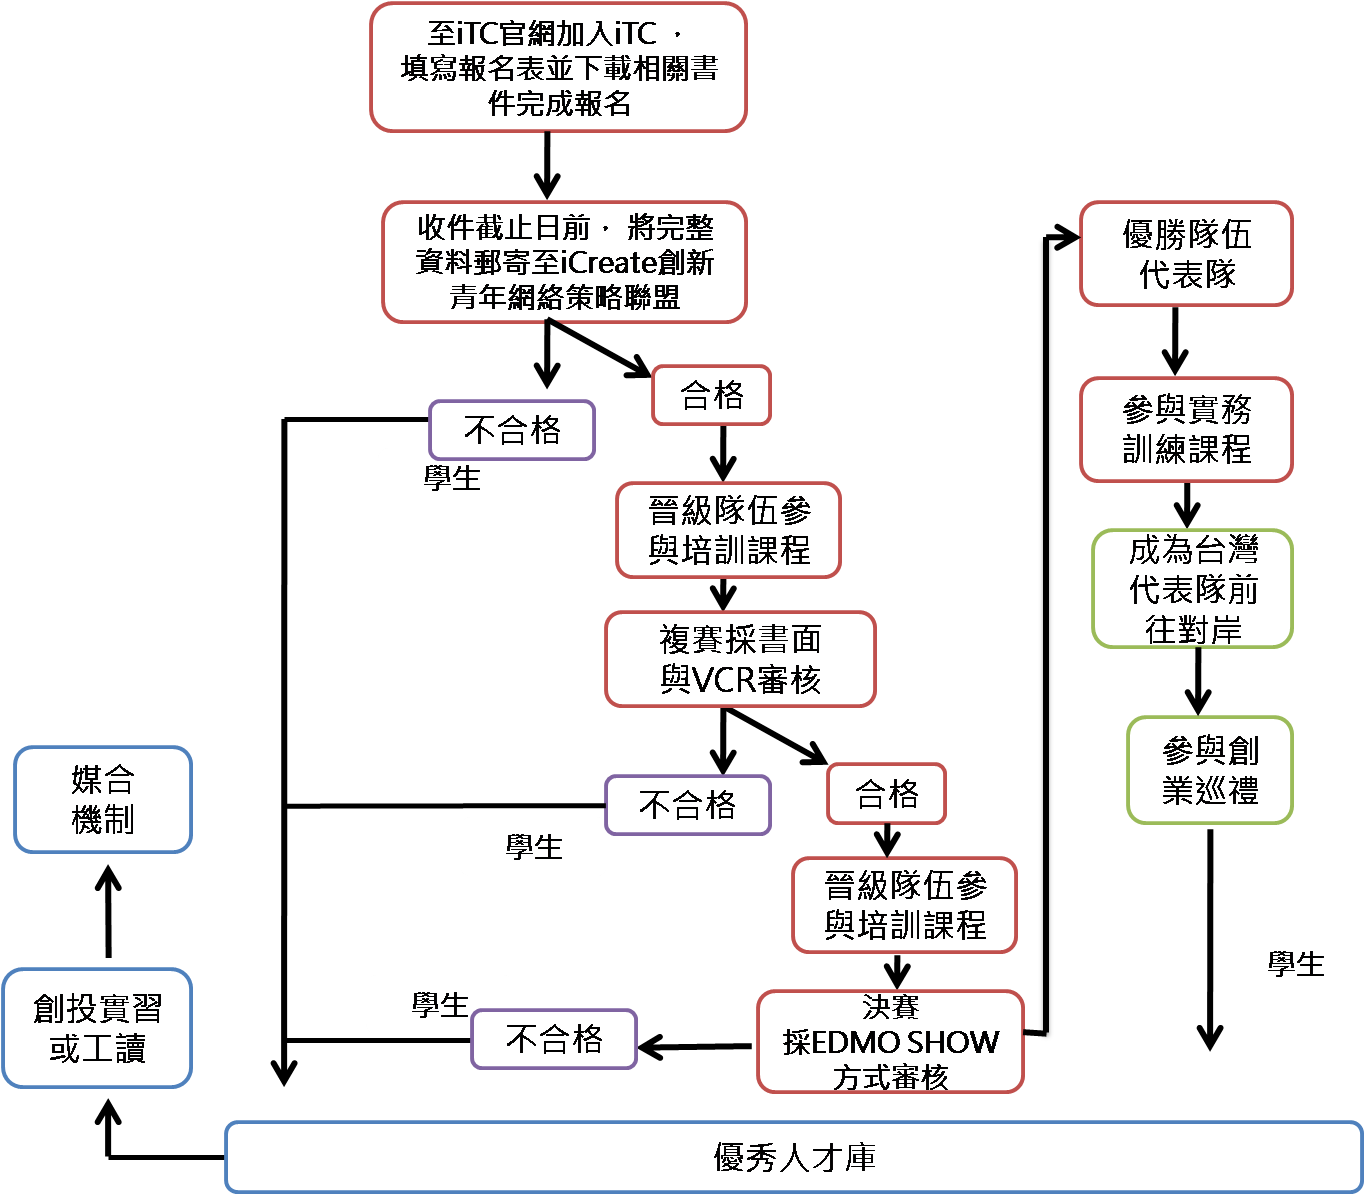 至iTC官網加入iTC，
填寫報名表並下載相關書
件完成報名
收件截止日前， 將完整
資料郵寄至iCreate創新
青年網絡策略聯盟
合格
不合格
學生
晉級隊伍參
與培訓課程
複賽採書面
與VCR審核
合格
不合格
學生
晉級隊伍參
與培訓課程
決賽
採EDMO SHOW
方式審核
學生
不合格
優勝隊伍
代表隊
參與實務
訓練課程
成為台灣
代表隊前
往對岸
參與創
業巡禮
學生
優秀人才庫
創投實習
或工讀
媒合
機制